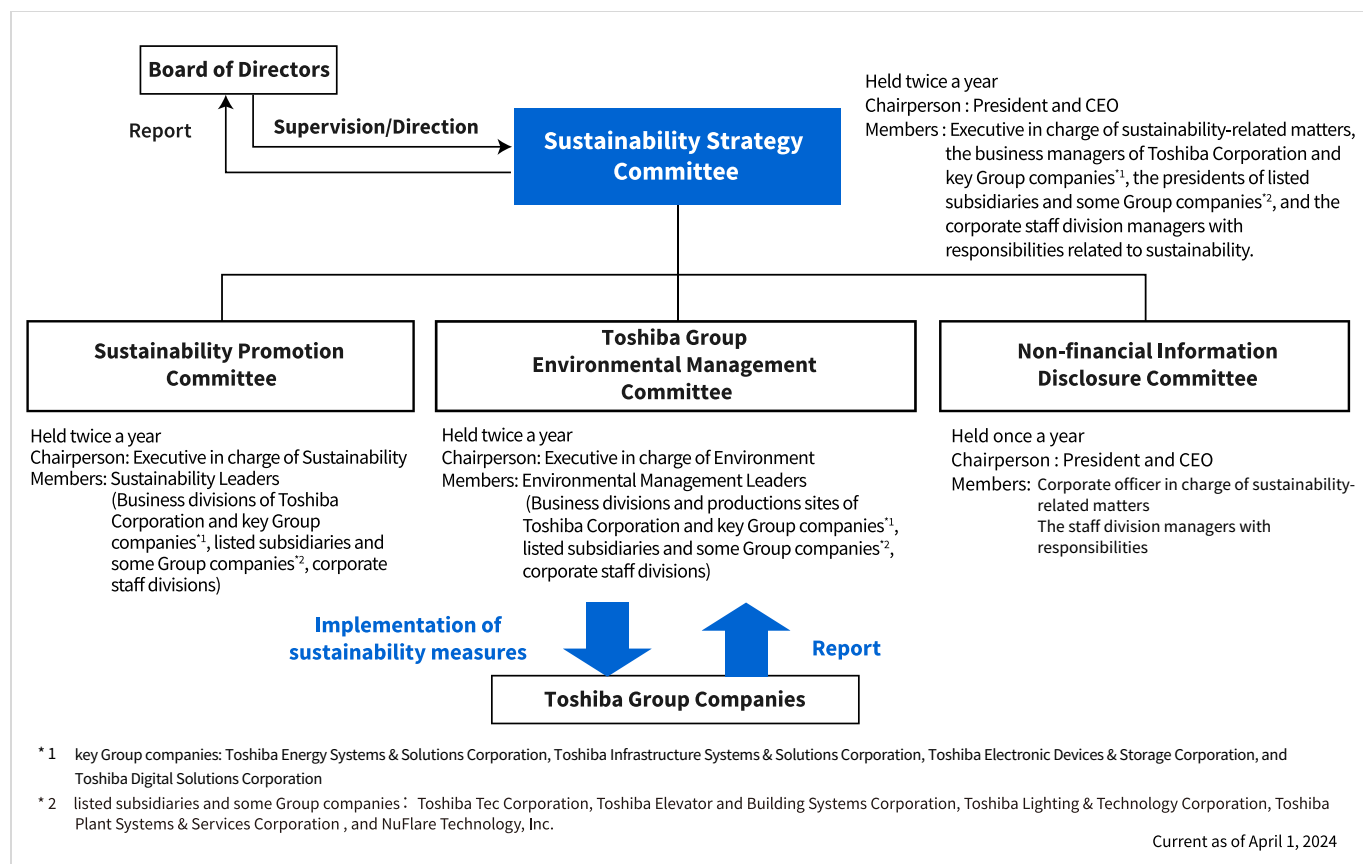 Board of Directors
Report
Supervision/Direction
Sustainability Strategy
Committee
Held twice a year
Chairperson : President and CEO
Members : Executive in charge of sustainability-related matters,
the business managers of Toshiba Corporation and
key Group companies*1, the presidents of listed
subsidiaries and some Group companies*2, and the
corporate staff division managers with
responsibilities related to sustainability.
Sustainability Promotion
Committee
Held twice a year
Chairperson: Executive in charge of Sustainability
Members: Sustainability Leaders
(Business divisions of Toshiba
Corporation and key Group
companies*1, listed subsidiaries and
some Group companies*2, corporate
staff divisions)
Toshiba Group
Environmental Management
Committee
Held twice a year
Chairperson: Executive in charge of Environment
Members: Environmental Management Leaders
(Business divisions and productions sites of
Toshiba Corporation and key Group companies*1,
listed subsidiaries and some Group companies*2,
corporate staff divisions)
Non-financial Information
Disclosure Committee
Held once a year
Chairperson : President and CEO
Members: Corporate officer in charge of sustainability-
related matters
The staff division managers with
responsibilities
Implementation of
sustainability measures
Report
Toshiba Group Companies
* 1 key Group companies: Toshiba Energy Systems & Solutions Corporation, Toshiba Infrastructure Systems & Solutions Corporation, Toshiba Electronic Devices & Storage Corporation, and
Toshiba Digital Solutions Corporation
* 2 listed subsidiaries and some Group companies： Toshiba Tec Corporation, Toshiba Elevator and Building Systems Corporation, Toshiba Lighting & Technology Corporation, Toshiba
Plant Systems & Services Corporation , and NuFlare Technology, Inc.
Current as of April 1, 2024